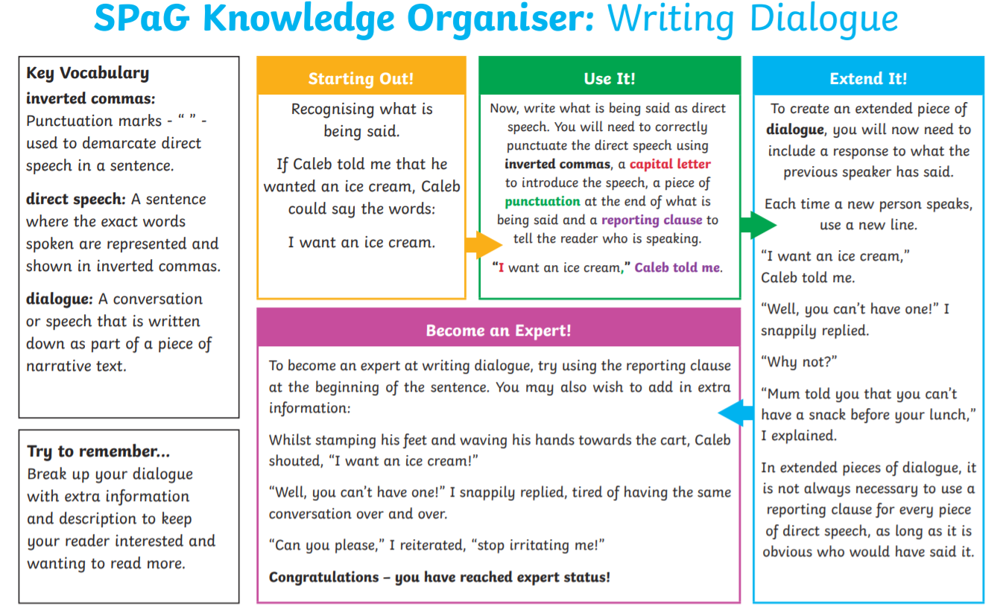 SPaG Knowledge Organiser: Writing Dialogue
Key Vocabulary
inverted commas:
Punctuation marks - “ ” -
used to demarcate direct
speech in a sentence.
direct speech: A sentence
where the exact words
spoken are represented and
shown in inverted commas.
dialogue: A conversation
or speech that is written
down as part of a piece of
narrative text.
Try to remember...
Break up your dialogue
with extra information
and description to keep
your reader interested and
wanting to read more.
Starting Out!
Recognising what is
being said.
If Caleb told me that he
wanted an ice cream, Caleb
could say the words:
I want an ice cream.
Use It!
Now, write what is being said as direct
speech. You will need to correctly
punctuate the direct speech using
inverted commas, a capital letter
to introduce the speech, a piece of
punctuation at the end of what is
being said and a reporting clause to
tell the reader who is speaking.
“I want an ice cream,” Caleb told me.
Extend It!
To create an extended piece of
dialogue, you will now need to
include a response to what the
previous speaker has said.
Each time a new person speaks,
use a new line.
“I want an ice cream,”
Caleb told me.
“Well, you can’t have one!” I
snappily replied.
“Why not?”
“Mum told you that you can’t
have a snack before your lunch,”
I explained.
In extended pieces of dialogue, it
is not always necessary to use a
reporting clause for every piece
of direct speech, as long as it is
obvious who would have said it.
Become an Expert!
To become an expert at writing dialogue, try using the reporting clause
at the beginning of the sentence. You may also wish to add in extra
information:
Whilst stamping his feet and waving his hands towards the cart, Caleb
shouted, “I want an ice cream!”
“Well, you can’t have one!” I snappily replied, tired of having the same
conversation over and over.
“Can you please,” I reiterated, “stop irritating me!”
Congratulations – you have reached expert status!